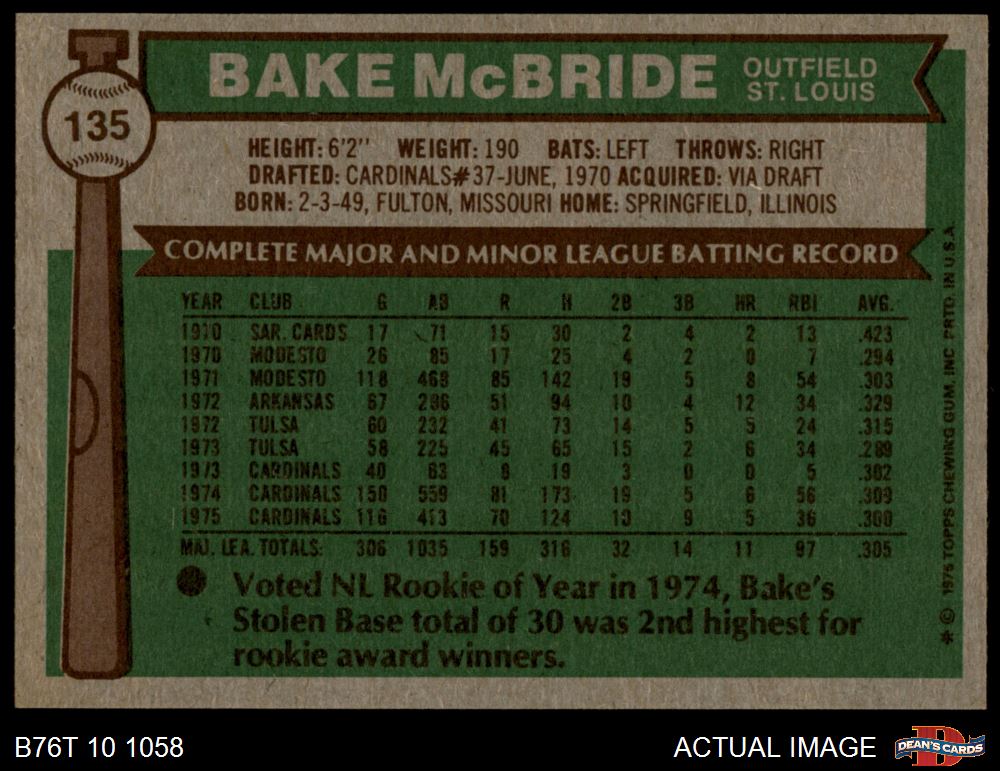 BAKE McBRIDE OUTFIELD
ST. LOUIS
135
HEIGHT: 6'2" WEIGHT: 190 BATS: LEFT THROWS: RIGHT
DRAFTED: CARDINALS#37-JUNE, 1970 ACQUIRED: VIA DRAFT
BORN: 2-3-49, FULTON, MISSOURI HOME: SPRINGFIELD, ILLINOIS
COMPLETE MAJOR AND MINOR LEAGUE BATTING RECORD
YEAR CLUB G AB R H 2B 3B HR RBI AVG.
1970 SAR. CARDS 17 71 15 30 2 4 2 13 .423
1970 MODESTO 26 85 17 25 4 2 0 7 .294
1971 MODESTO 118 468 85 142 19 5 8 54 .303
1972 ARKANSAS 67 286 51 94 10 4 12 34 .329
1972 TULSA 60 232 41 73 14 5 5 24 .315
1973 TULSA 58 225 45 65 15 2 6 34 .289
1973 CARDINALS 40 63 8 19 3 0 0 5 .302
1974 CARDINALS 150 559 81 173 19 5 6 56 .309
1975 CARDINALS 116 413 70 124 10 9 5 36 .300
MAJ. LEA. TOTALS: 306 1035 159 316 32 14 11 97 .305
Voted NL Rookie of Year in 1974, Bake's
Stolen Base total of 30 was 2nd highest for
rookie award winners.
* © 1976 TOPPS CHEWING GUM, INC. PRTD. IN U.S.A.
B76T 10 1058 ACTUAL IMAGE
D
DEAN'S CARDS